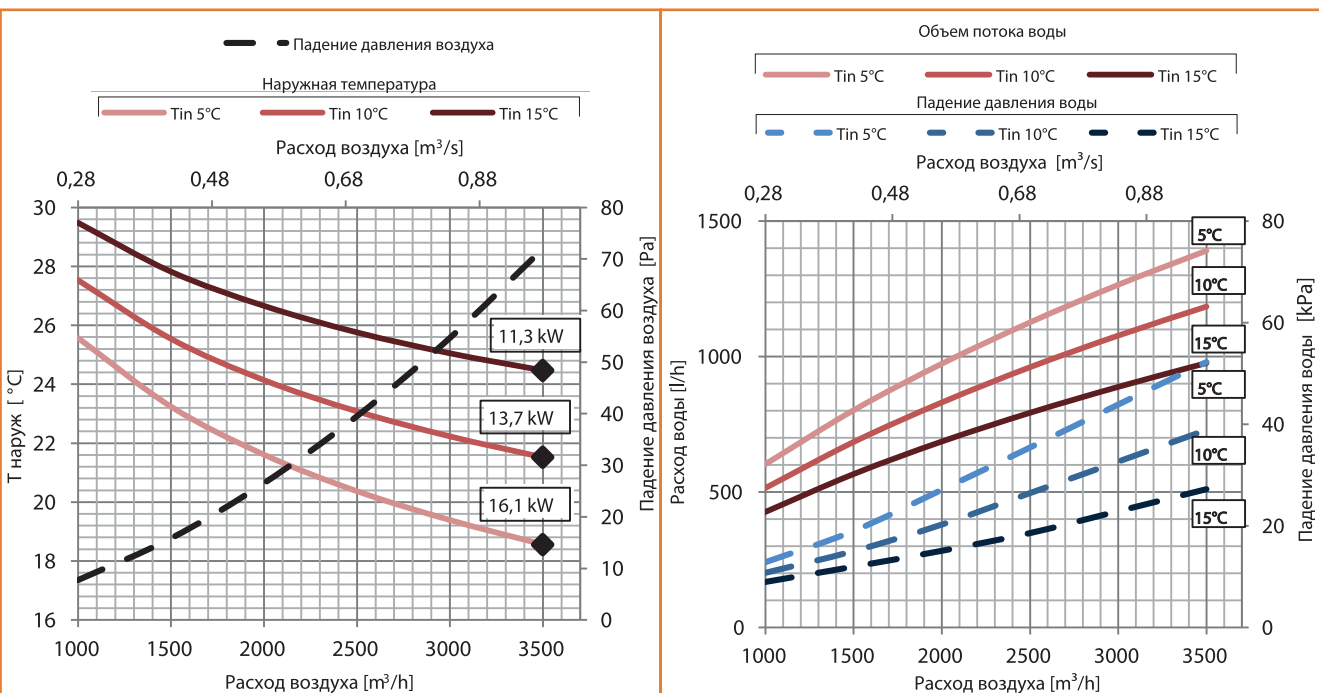 Падение давления воздуха
Наружная температура
Tin 5°C Tin 10°C Tin 15°C
Расход воздуха [m³/s]
0,28 0,48 0,68 0,88
30 80
28 70
26 60
24 50
22 40
20 30
18 20
16 10
0
T наруж [ °C]
Падение давления воздуха [Pa]
11,3 kW
13,7 kW
16,1 kW
1000 1500 2000 2500 3000 3500
Расход воздуха [m³/h]
Объем потока воды
Tin 5°C Tin 10°C Tin 15°C
Падение давления воды
Tin 5°C Tin 10°C Tin 15°C
Расход воздуха [m³/s]
0,28 0,48 0,68 0,88
1500 80
1000 60
500 40
0 20
0
Расход воды [l/h]
Падение давления воды [kPa]
5°C
10°C
15°C
5°C
10°C
15°C
1000 1500 2000 2500 3000 3500
Расход воздуха [m³/h]